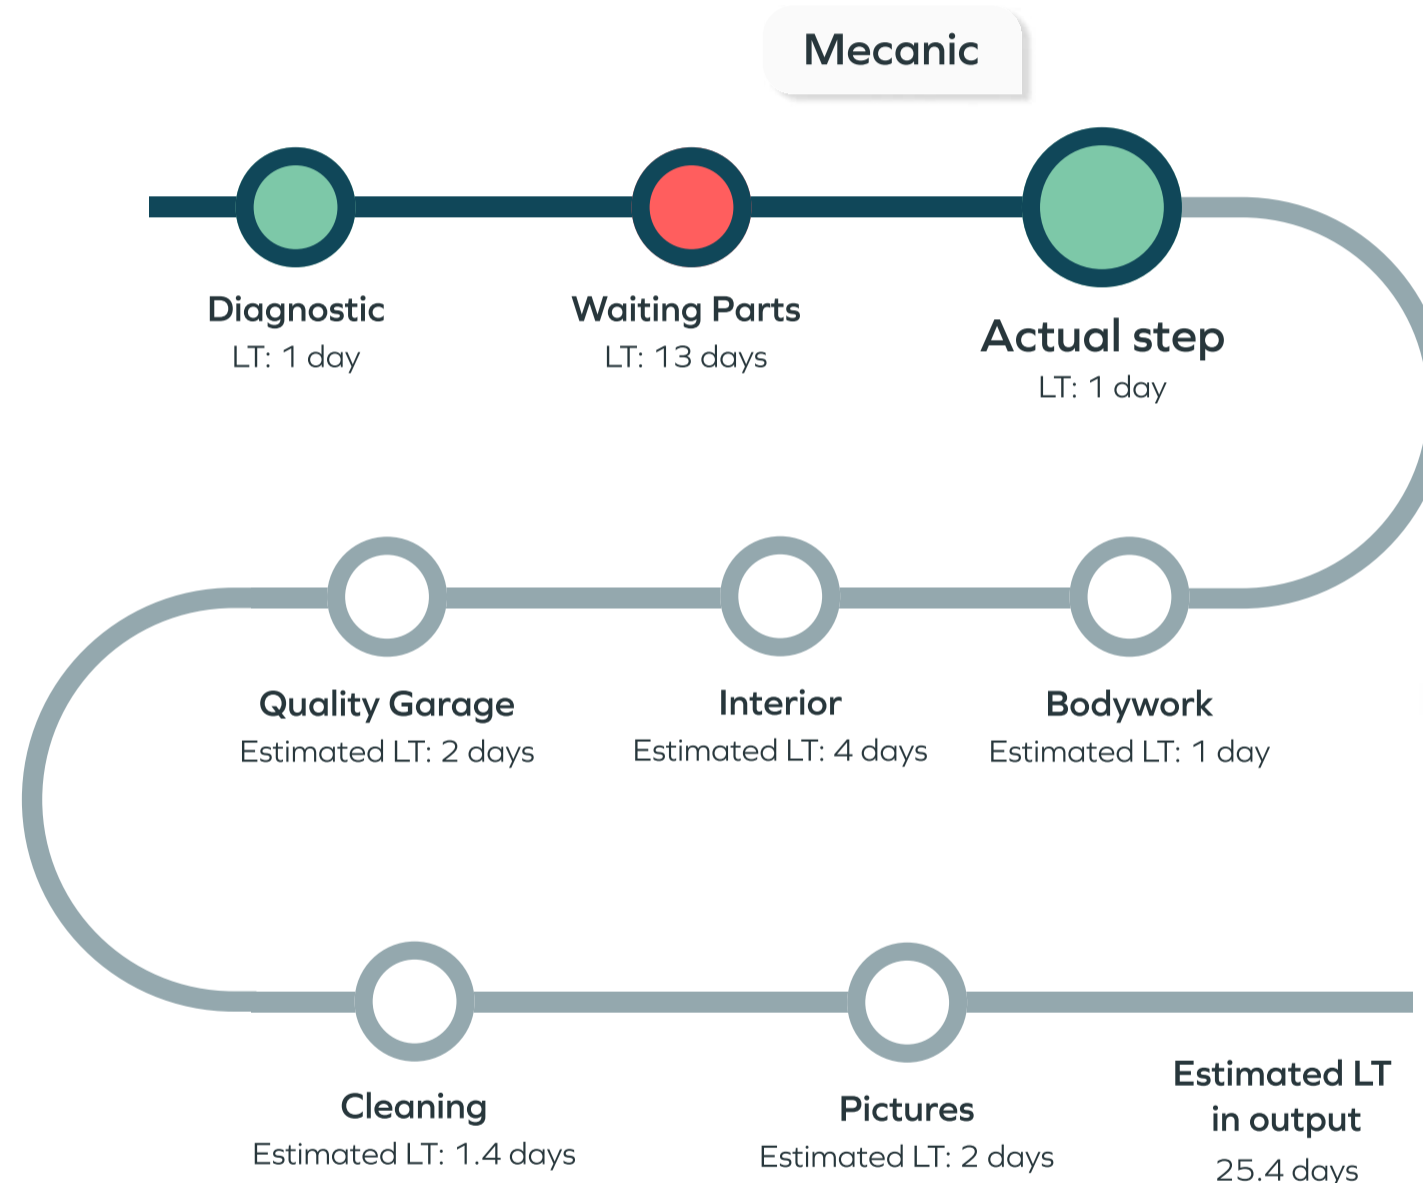 Mecanic
Diagnostic
LT: 1 day
Waiting Parts
LT: 13 days
Actual step
LT: 1 day
Quality Garage
Estimated LT: 2 days
Interior
Estimated LT: 4 days
Bodywork
Estimated LT: 1 day
Cleaning
Estimated LT: 1.4 days
Pictures
Estimated LT: 2 days
Estimated LT
in output
25.4 days